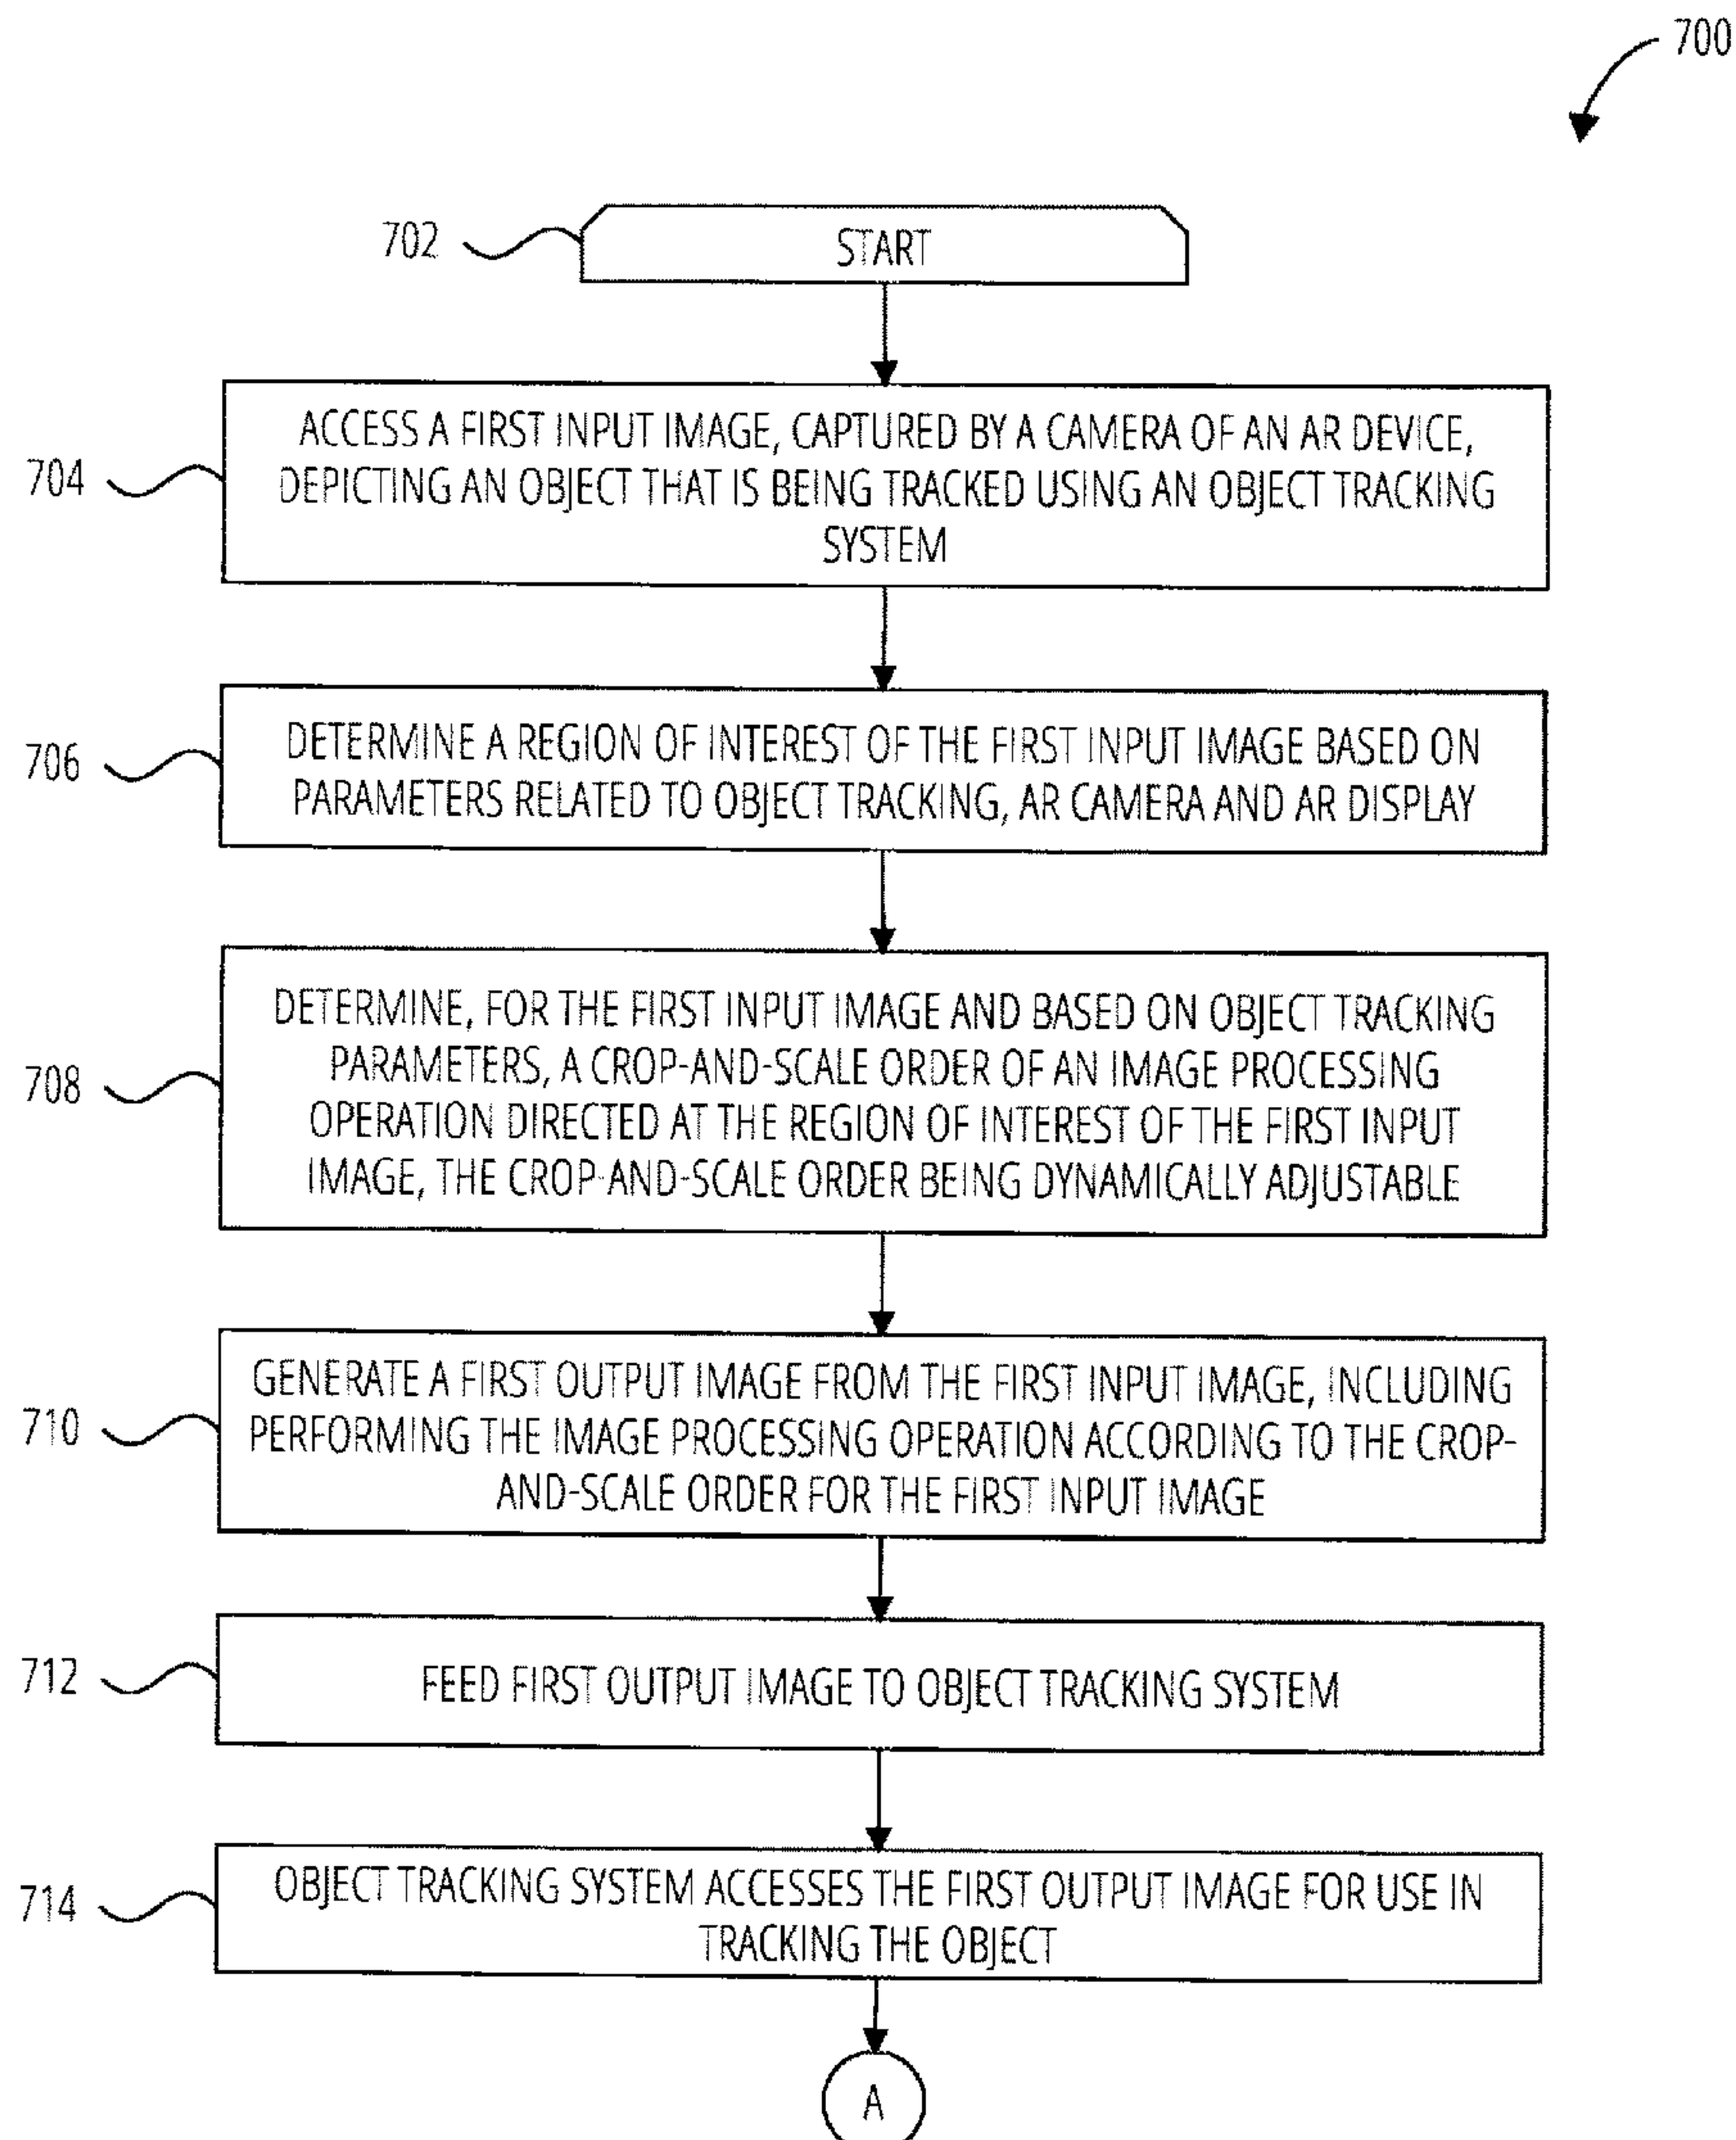 700
702
START
704
ACCESS A FIRST INPUT IMAGE, CAPTURED BY A CAMERA OF AN AR DEVICE,
DEPICTING AN OBJECT THAT IS BEING TRACKED USING AN OBJECT TRACKING
SYSTEM
706
DETERMINE A REGION OF INTEREST OF THE FIRST INPUT IMAGE BASED ON
PARAMETERS RELATED TO OBJECT TRACKING, AR CAMERA AND AR DISPLAY
708
DETERMINE, FOR THE FIRST INPUT IMAGE AND BASED ON OBJECT TRACKING
PARAMETERS, A CROP-AND-SCALE ORDER OF AN IMAGE PROCESSING
OPERATION DIRECTED AT THE REGION OF INTEREST OF THE FIRST INPUT
IMAGE, THE CROP-AND-SCALE ORDER BEING DYNAMICALLY ADJUSTABLE
710
GENERATE A FIRST OUTPUT IMAGE FROM THE FIRST INPUT IMAGE, INCLUDING
PERFORMING THE IMAGE PROCESSING OPERATION ACCORDING TO THE CROP-
AND-SCALE ORDER FOR THE FIRST INPUT IMAGE
712
FEED FIRST OUTPUT IMAGE TO OBJECT TRACKING SYSTEM
714
OBJECT TRACKING SYSTEM ACCESSES THE FIRST OUTPUT IMAGE FOR USE IN
TRACKING THE OBJECT
A